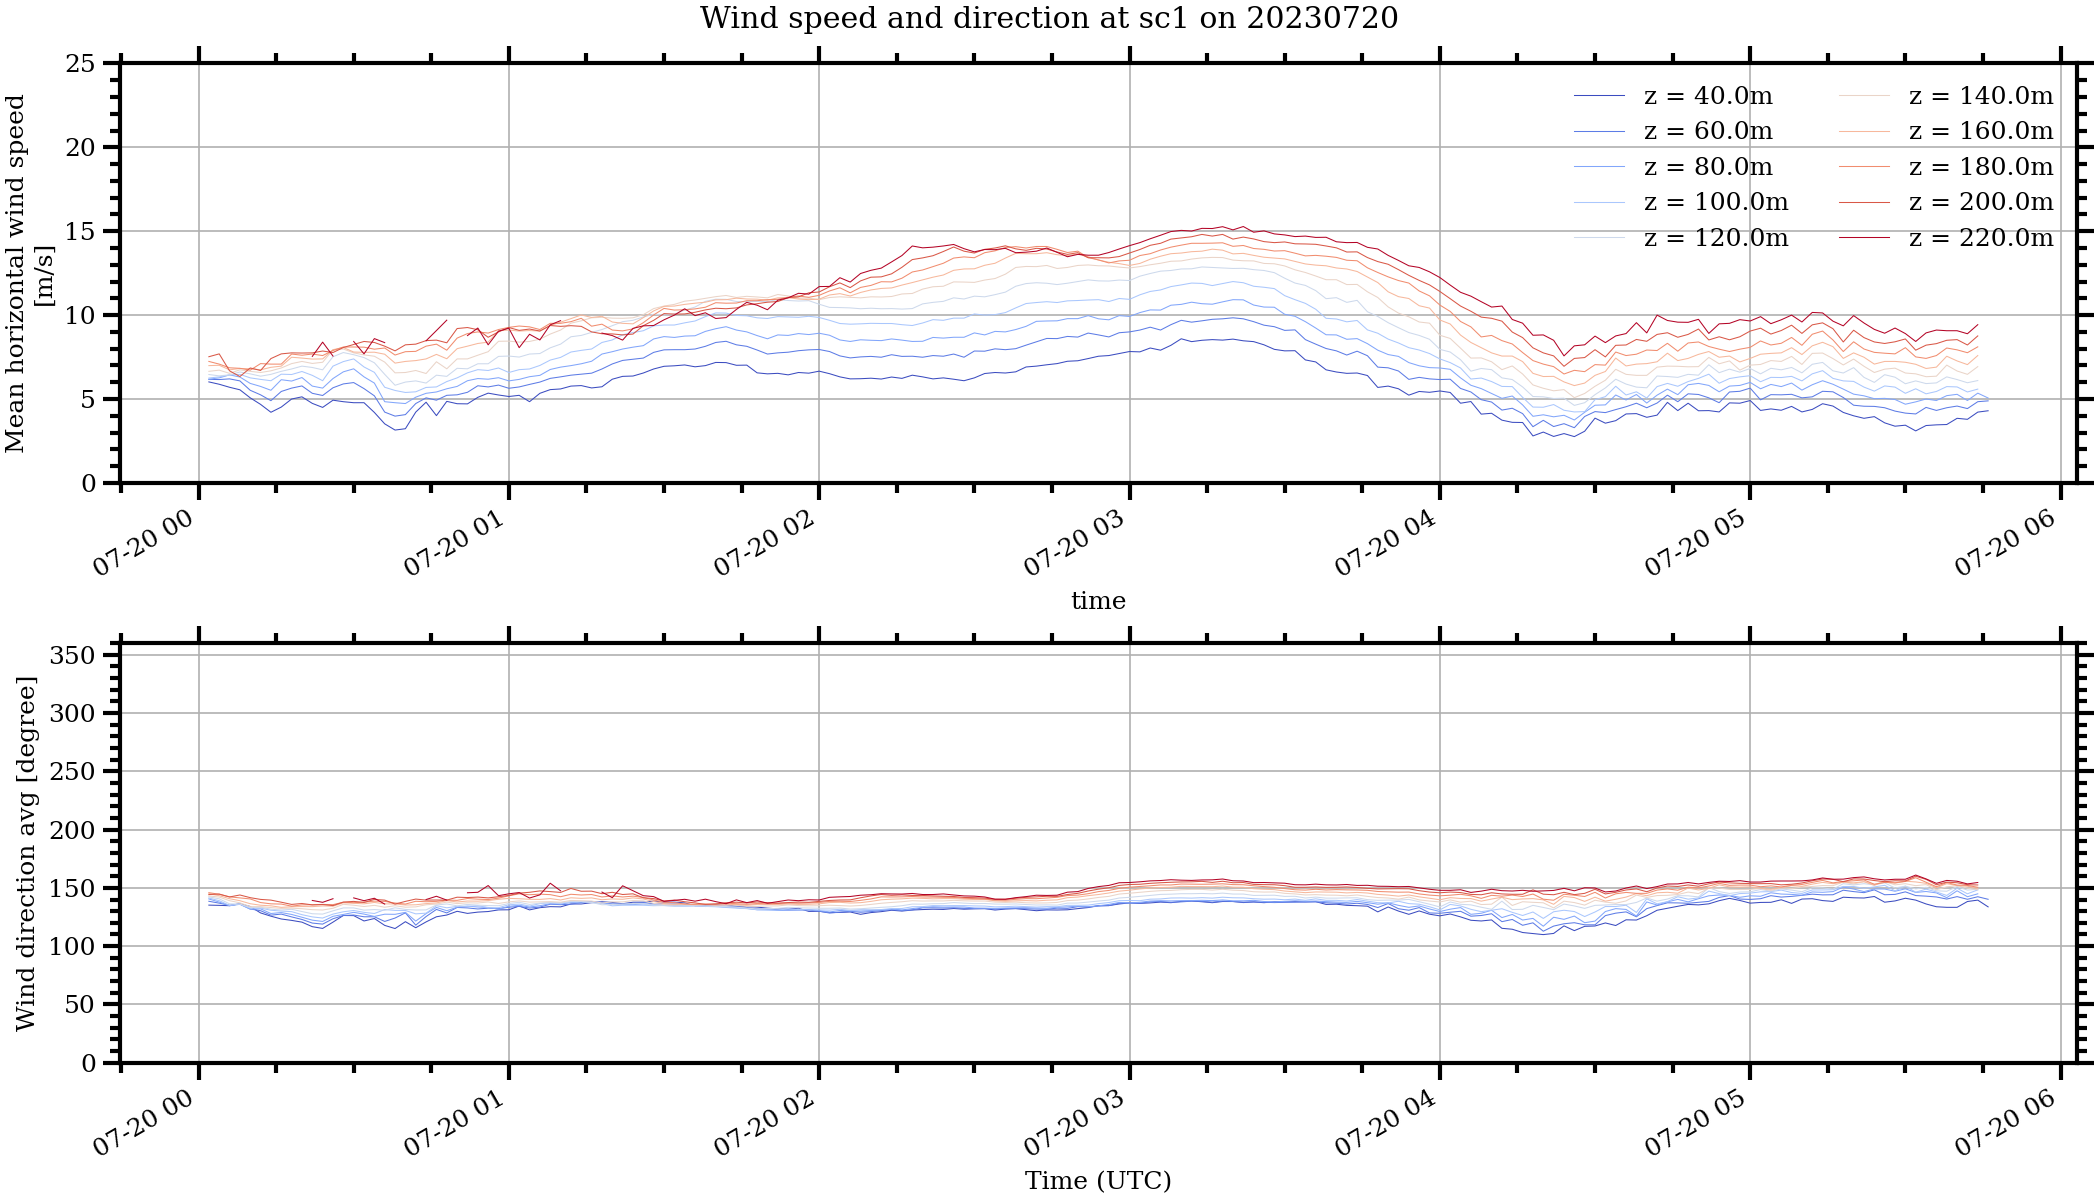 Wind speed and direction at sc1 on 20230720
Mean horizontal wind speed
[m/s]
25
20
15
10
5
0
z = 40.0m
z = 60.0m
z = 80.0m
z = 100.0m
z = 120.0m
z = 140.0m
z = 160.0m
z = 180.0m
z = 200.0m
z = 220.0m
07-20 00
07-20 01
07-20 02
07-20 03
07-20 04
07-20 05
07-20 06
time
Wind direction avg [degree]
350
300
250
200
150
100
50
0
07-20 00
07-20 01
07-20 02
07-20 03
07-20 04
07-20 05
07-20 06
Time (UTC)